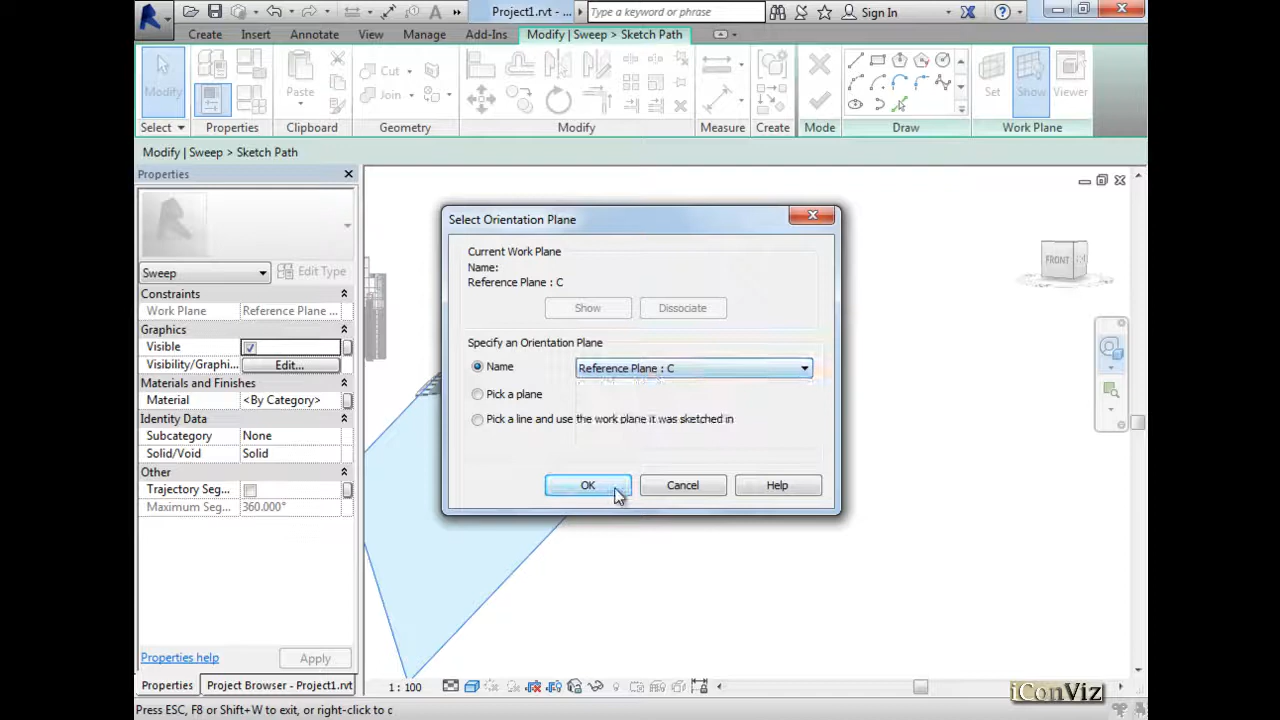 Project1.rvt - ...
Type a keyword or phrase
Sign In
Create
Insert
Annotate
View
Manage
Add-Ins
Modify | Sweep > Sketch Path
Modify
Paste
Cut
Join
Set
Show
Viewer
Select
Properties
Clipboard
Geometry
Modify
Measure
Create
Mode
Draw
Work Plane
Modify | Sweep > Sketch Path
Properties
Sweep
Edit Type
Constraints
Work Plane
Reference Plane ...
Graphics
Visible
Visibility/Graphi...
Edit...
Materials and Finishes
Material
<By Category>
Identity Data
Subcategory
None
Solid/Void
Solid
Other
Trajectory Seg...
Maximum Seg...
360.000°
Properties help
Apply
Properties
Project Browser - Project1.rvt
Select Orientation Plane
Current Work Plane
Name:
Reference Plane : C
Show
Dissociate
Specify an Orientation Plane
Name
Reference Plane : C
Pick a plane
Pick a line and use the work plane it was sketched in
OK
Cancel
Help
FRONT
1 : 100
Press ESC, F8 or Shift+W to exit, or right-click to c
iConViz